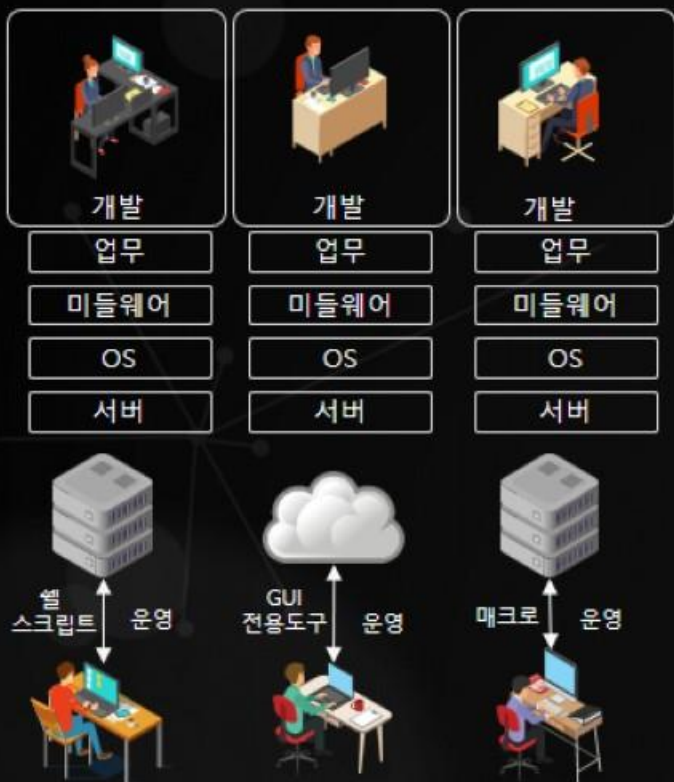 개발 개발 개발
업무 업무 업무
미들웨어 미들웨어 미들웨어
OS OS OS
서버 서버 서버
쉘
스크립트 운영
GUI
전용도구 운영
매크로 운영